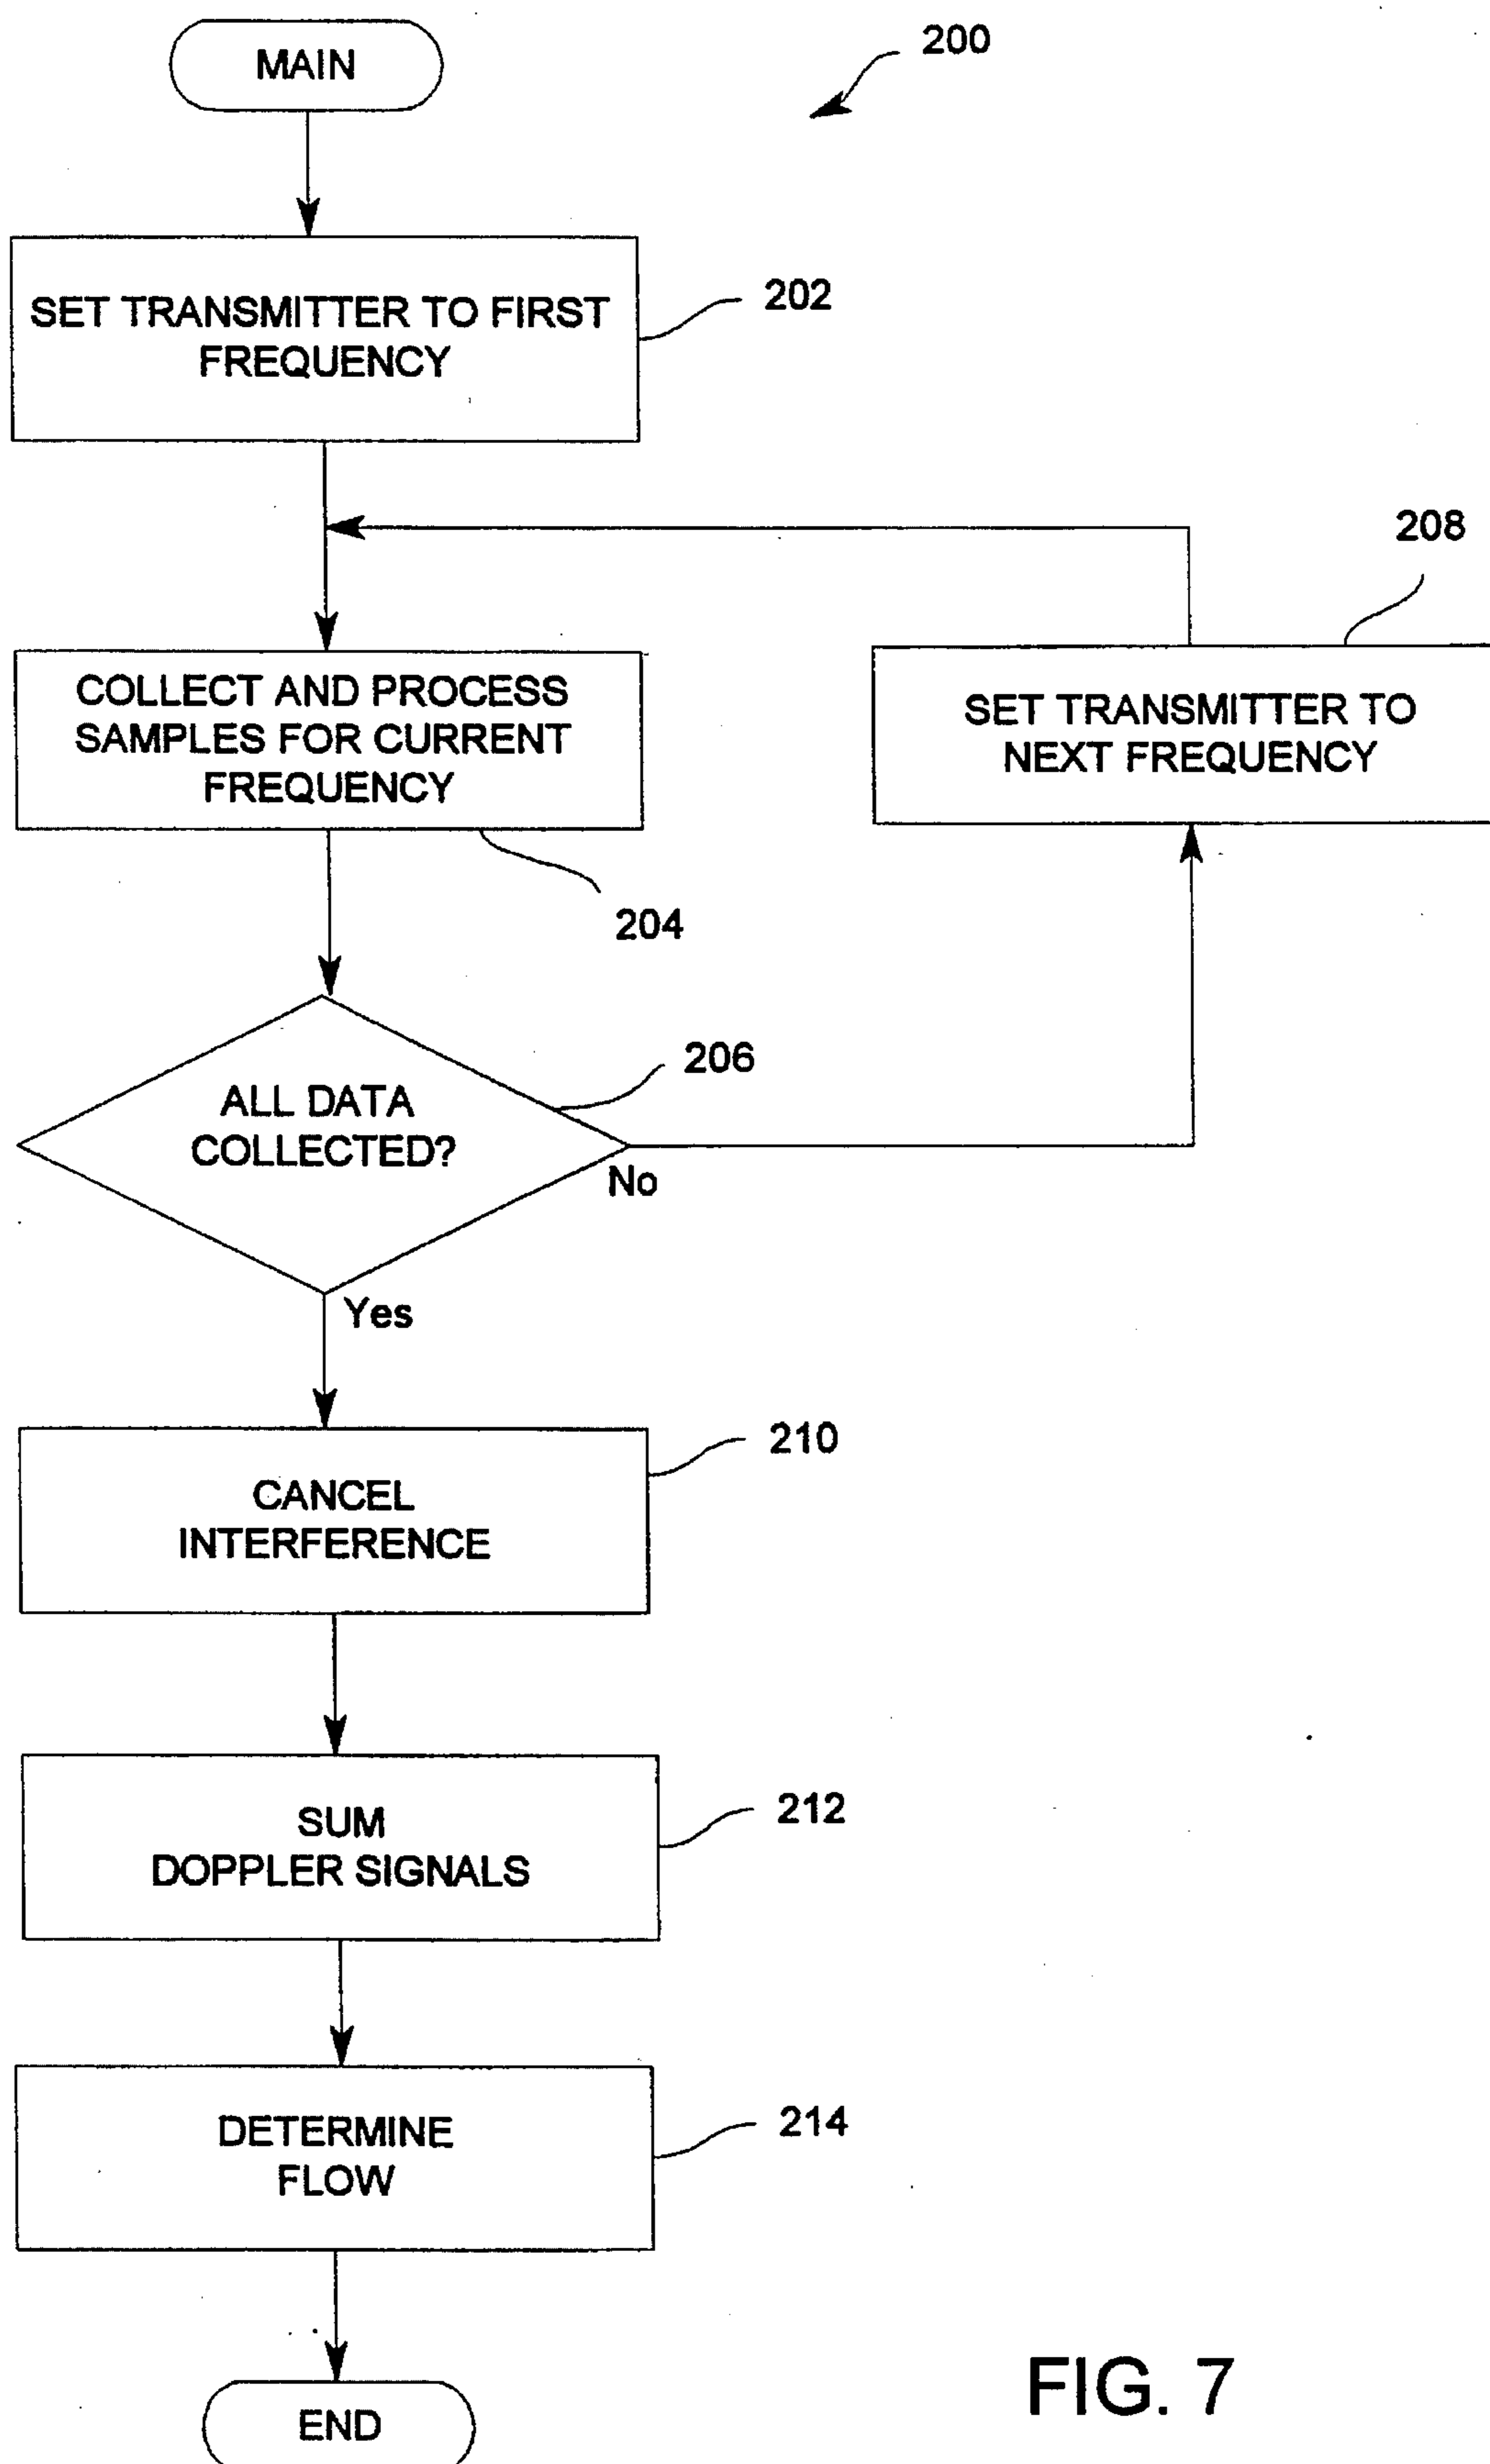 MAIN
200
SET TRANSMITTER TO FIRST
FREQUENCY
202
208
COLLECT AND PROCESS
SAMPLES FOR CURRENT
FREQUENCY
SET TRANSMITTER TO
NEXT FREQUENCY
204
206
ALL DATA
COLLECTED?
No
Yes
210
CANCEL
INTERFERENCE
212
SUM
DOPPLER SIGNALS
214
DETERMINE
FLOW
END
FIG. 7